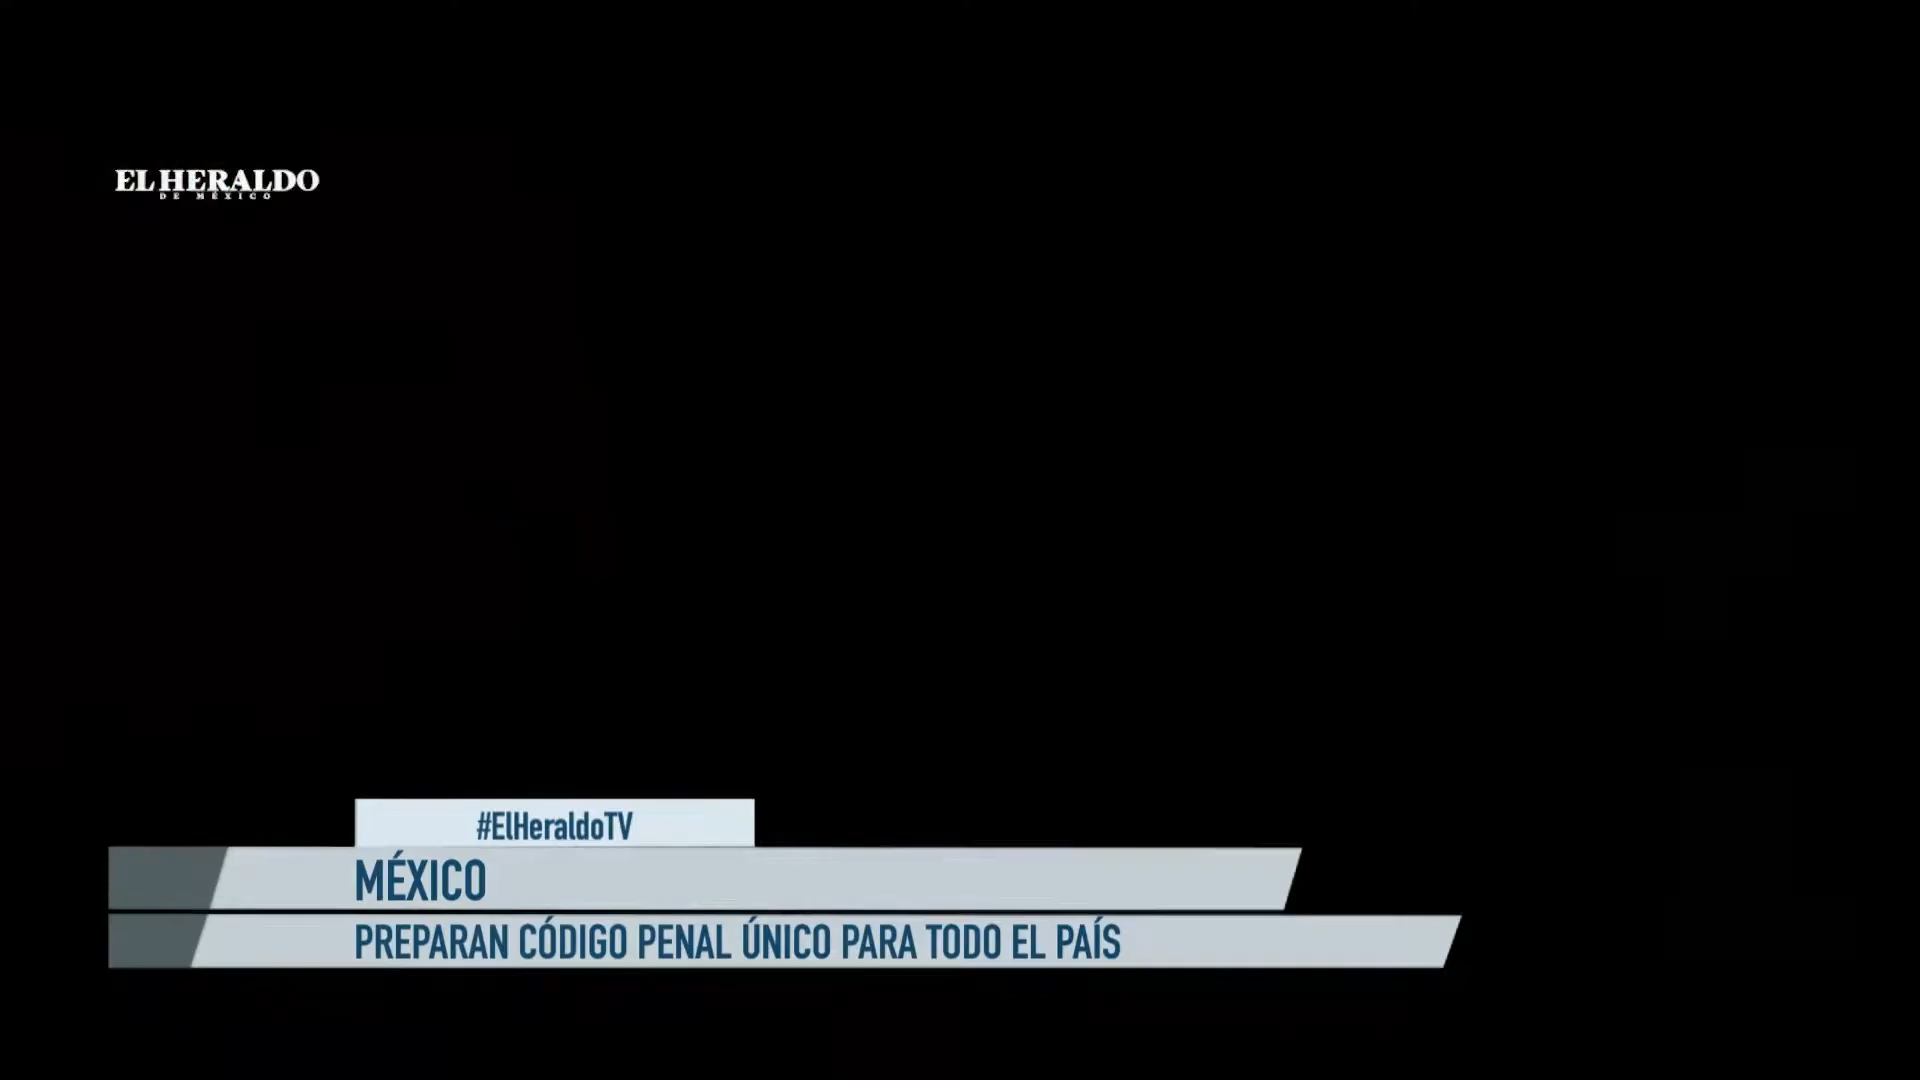 EL HERALDO
DE MÉXICO
#ElHeraldoTV
MÉXICO
PREPARAN CÓDIGO PENAL ÚNICO PARA TODO EL PAÍS